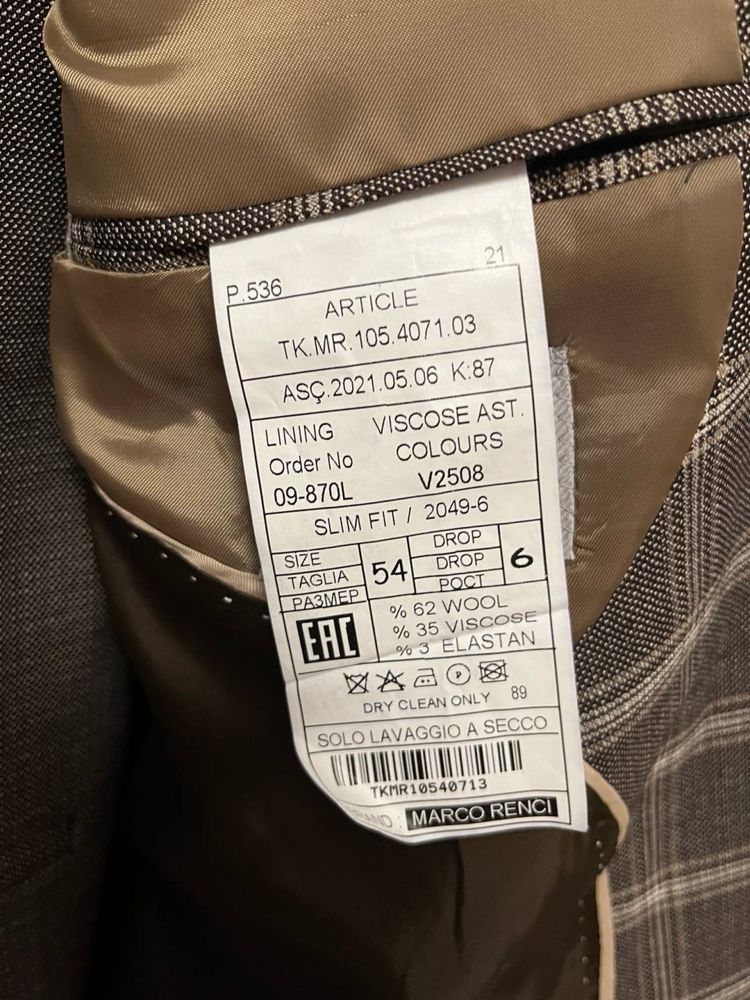 P.536 21
ARTICLE
TK.MR.105.4071.03
ASÇ.2021.05.06 K:87
LINING VISCOSE AST.
Order No COLOURS
09-870L V2508
SLIM FIT / 2049-6
SIZE DROP
TAGLIA 54 DROP 6
РАЗМЕР РОСТ
EAC
% 62 WOOL
% 35 VISCOSE
% 3 ELASTAN
P
DRY CLEAN ONLY 89
SOLO LAVAGGIO A SECCO
TKMR10540713
MARCO RENCI